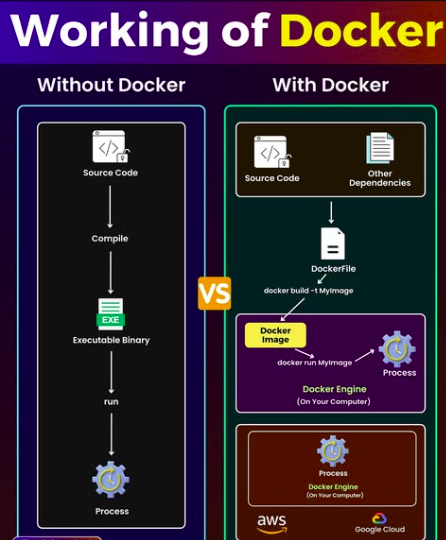 Working of Docker
Without Docker
With Docker
Source Code
Compile
EXE
Executable Binary
run
Process
VS
Source Code
Other
Dependencies
DockerFile
docker build -t MyImage
Docker
Image
docker run MyImage
Process
Docker Engine
(On Your Computer)
Process
Docker Engine
(On Your Computer)
aws
Google Cloud